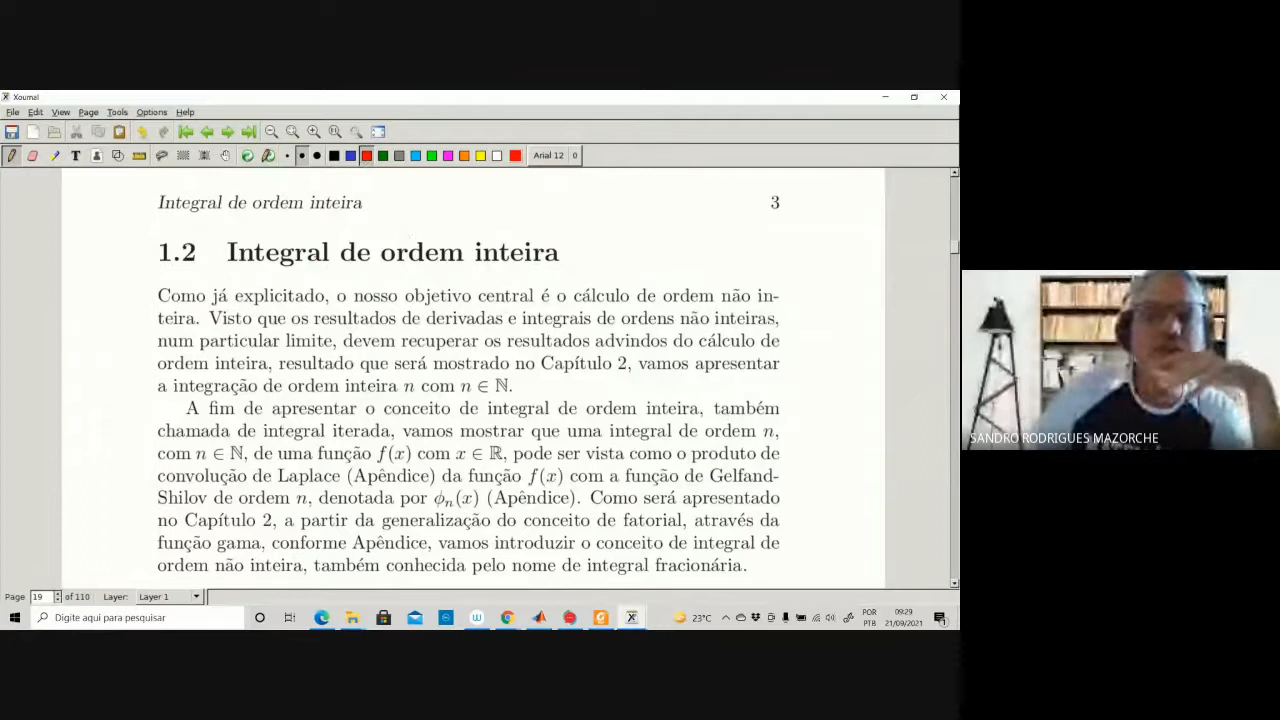 Xournal
File Edit View Page Tools Options Help
T Arial 12 0
Integral de ordem inteira 3
1.2 Integral de ordem inteira
Como já explicitado, o nosso objetivo central é o cálculo de ordem não in-
teira. Visto que os resultados de derivadas e integrais de ordens não inteiras,
num particular limite, devem recuperar os resultados advindos do cálculo de
ordem inteira, resultado que será mostrado no Capítulo 2, vamos apresentar
a integração de ordem inteira n com n ∈ ℕ.
A fim de apresentar o conceito de integral de ordem inteira, também
chamada de integral iterada, vamos mostrar que uma integral de ordem n,
com n ∈ ℕ, de uma função f(x) com x ∈ ℝ, pode ser vista como o produto de
convolução de Laplace (Apêndice) da função f(x) com a função de Gelfand-
Shilov de ordem n, denotada por ϕₙ(x) (Apêndice). Como será apresentado
no Capítulo 2, a partir da generalização do conceito de fatorial, através da
função gama, conforme Apêndice, vamos introduzir o conceito de integral de
ordem não inteira, também conhecida pelo nome de integral fracionária.
SANDRO RODRIGUES MAZORCHE
Page 19 of 110 Layer: Layer 1
Digite aqui para pesquisar
23°C
POR
PTB
09:29
21/09/2021